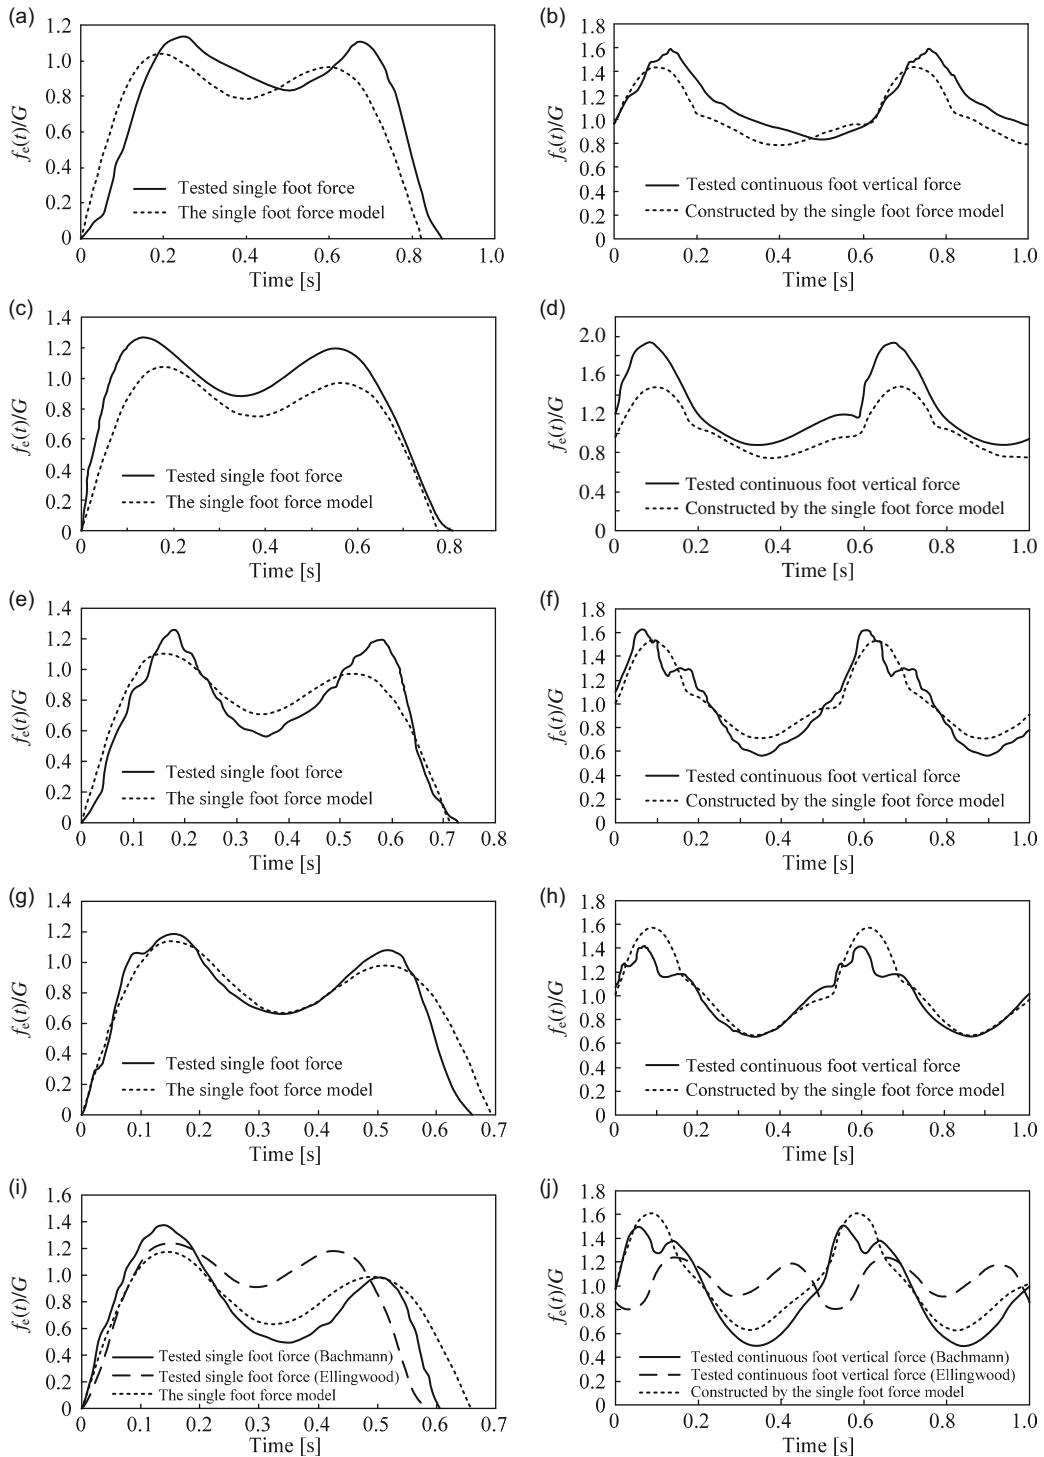 (a)
1.2
1.0
0.8
0.6
0.4
0.2
0
fe(t)/G
Tested single foot force
The single foot force model
0 0.2 0.4 0.6 0.8 1.0
Time [s]
(b)
1.8
1.6
1.4
1.2
1.0
0.8
0.6
0.4
0.2
0
fe(t)/G
Tested continuous foot vertical force
Constructed by the single foot force model
0 0.2 0.4 0.6 0.8 1.0
Time [s]
(c)
1.4
1.2
1.0
0.8
0.6
0.4
0.2
0
fe(t)/G
Tested single foot force
The single foot force model
0 0.2 0.4 0.6 0.8
Time [s]
(d)
2.0
1.6
1.2
0.8
0.4
0
fe(t)/G
Tested continuous foot vertical force
Constructed by the single foot force model
0 0.2 0.4 0.6 0.8 1.0
Time [s]
(e)
1.4
1.2
1.0
0.8
0.6
0.4
0.2
0
fe(t)/G
Tested single foot force
The single foot force model
0 0.1 0.2 0.3 0.4 0.5 0.6 0.7 0.8
Time [s]
(f)
1.8
1.6
1.4
1.2
1.0
0.8
0.6
0.4
0.2
0
fe(t)/G
Tested continuous foot vertical force
Constructed by the single foot force model
0 0.2 0.4 0.6 0.8 1.0
Time [s]
(g)
1.4
1.2
1.0
0.8
0.6
0.4
0.2
0
fe(t)/G
Tested single foot force
The single foot force model
0 0.1 0.2 0.3 0.4 0.5 0.6 0.7
Time [s]
(h)
1.8
1.6
1.4
1.2
1.0
0.8
0.6
0.4
0.2
0
fe(t)/G
Tested continuous foot vertical force
Constructed by the single foot force model
0 0.2 0.4 0.6 0.8 1.0
Time [s]
(i)
1.6
1.4
1.2
1.0
0.8
0.6
0.4
0.2
0
fe(t)/G
Tested single foot force (Bachmann)
Tested single foot force (Ellingwood)
The single foot force model
0 0.1 0.2 0.3 0.4 0.5 0.6 0.7
Time [s]
(j)
1.8
1.6
1.4
1.2
1.0
0.8
0.6
0.4
0.2
0
fe(t)/G
Tested continuous foot vertical force (Bachmann)
Tested continuous foot vertical force (Ellingwood)
Constructed by the single foot force model
0 0.2 0.4 0.6 0.8 1.0
Time [s]